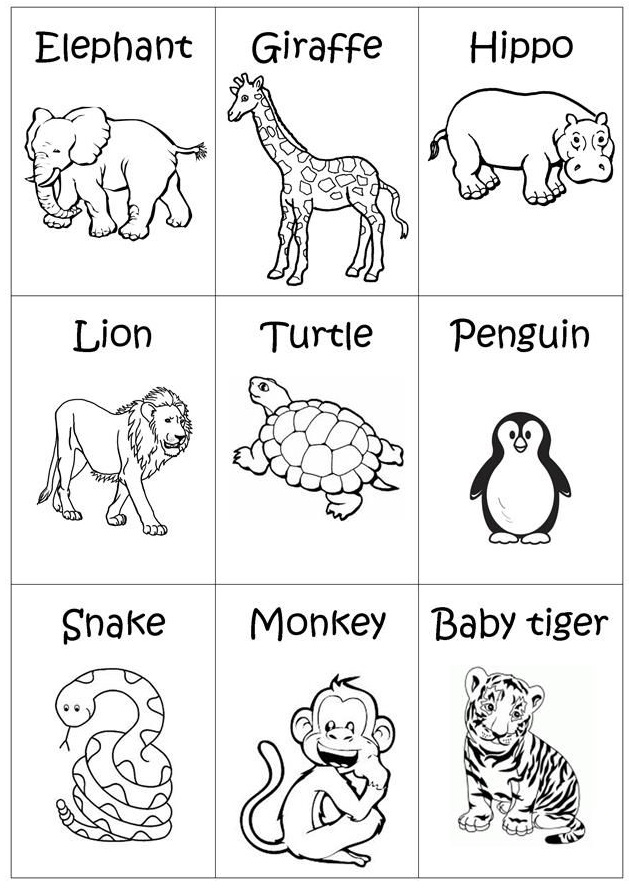 Elephant
Giraffe
Hippo
Lion
Turtle
Penguin
Snake
Monkey
Baby tiger